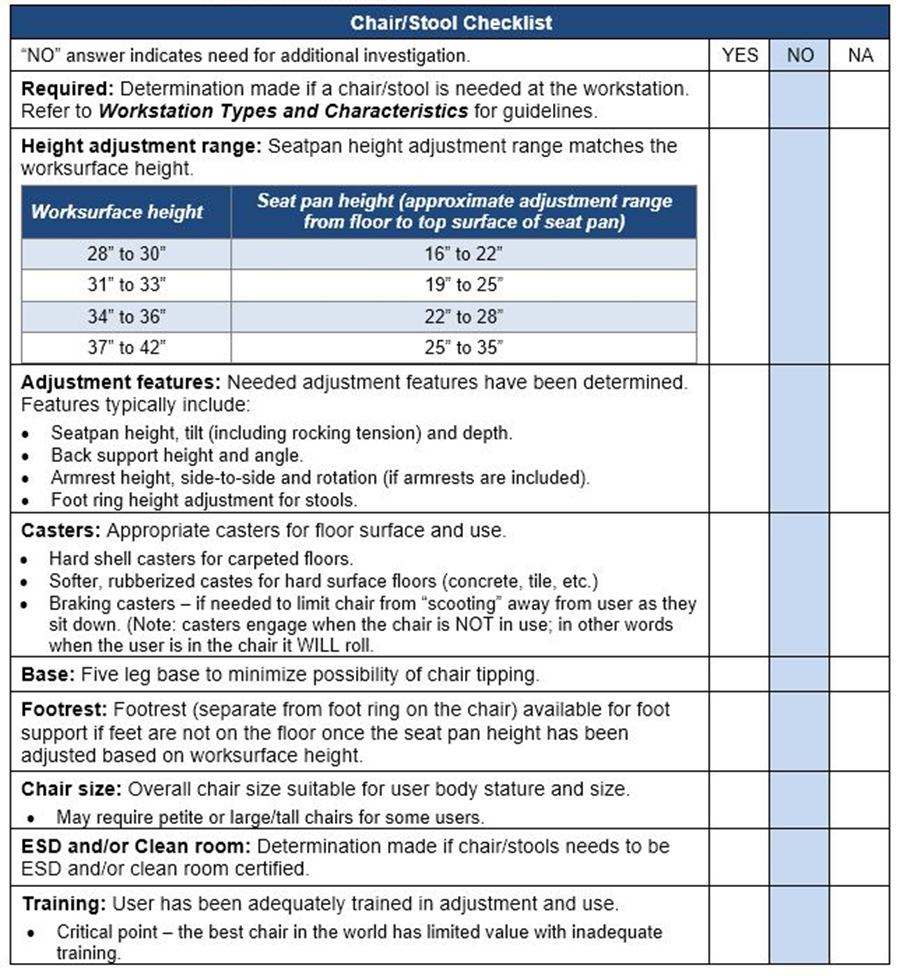 Chair/Stool Checklist
“NO” answer indicates need for additional investigation. YES NO NA
Required: Determination made if a chair/stool is needed at the workstation.
Refer to Workstation Types and Characteristics for guidelines.
Height adjustment range: Seatpan height adjustment range matches the
worksurface height.
Worksurface height
Seat pan height (approximate adjustment range
from floor to top surface of seat pan)
28” to 30” 16” to 22”
31” to 33” 19” to 25”
34” to 36” 22” to 28”
37” to 42” 25” to 35”
Adjustment features: Needed adjustment features have been determined.
Features typically include:
• Seatpan height, tilt (including rocking tension) and depth.
• Back support height and angle.
• Armrest height, side-to-side and rotation (if armrests are included).
• Foot ring height adjustment for stools.
Casters: Appropriate casters for floor surface and use.
• Hard shell casters for carpeted floors.
• Softer, rubberized castes for hard surface floors (concrete, tile, etc.)
• Braking casters – if needed to limit chair from “scooting” away from user as they
sit down. (Note: casters engage when the chair is NOT in use; in other words
when the user is in the chair it WILL roll.
Base: Five leg base to minimize possibility of chair tipping.
Footrest: Footrest (separate from foot ring on the chair) available for foot
support if feet are not on the floor once the seat pan height has been
adjusted based on worksurface height.
Chair size: Overall chair size suitable for user body stature and size.
• May require petite or large/tall chairs for some users.
ESD and/or Clean room: Determination made if chair/stools needs to be
ESD and/or clean room certified.
Training: User has been adequately trained in adjustment and use.
• Critical point – the best chair in the world has limited value with inadequate
training.